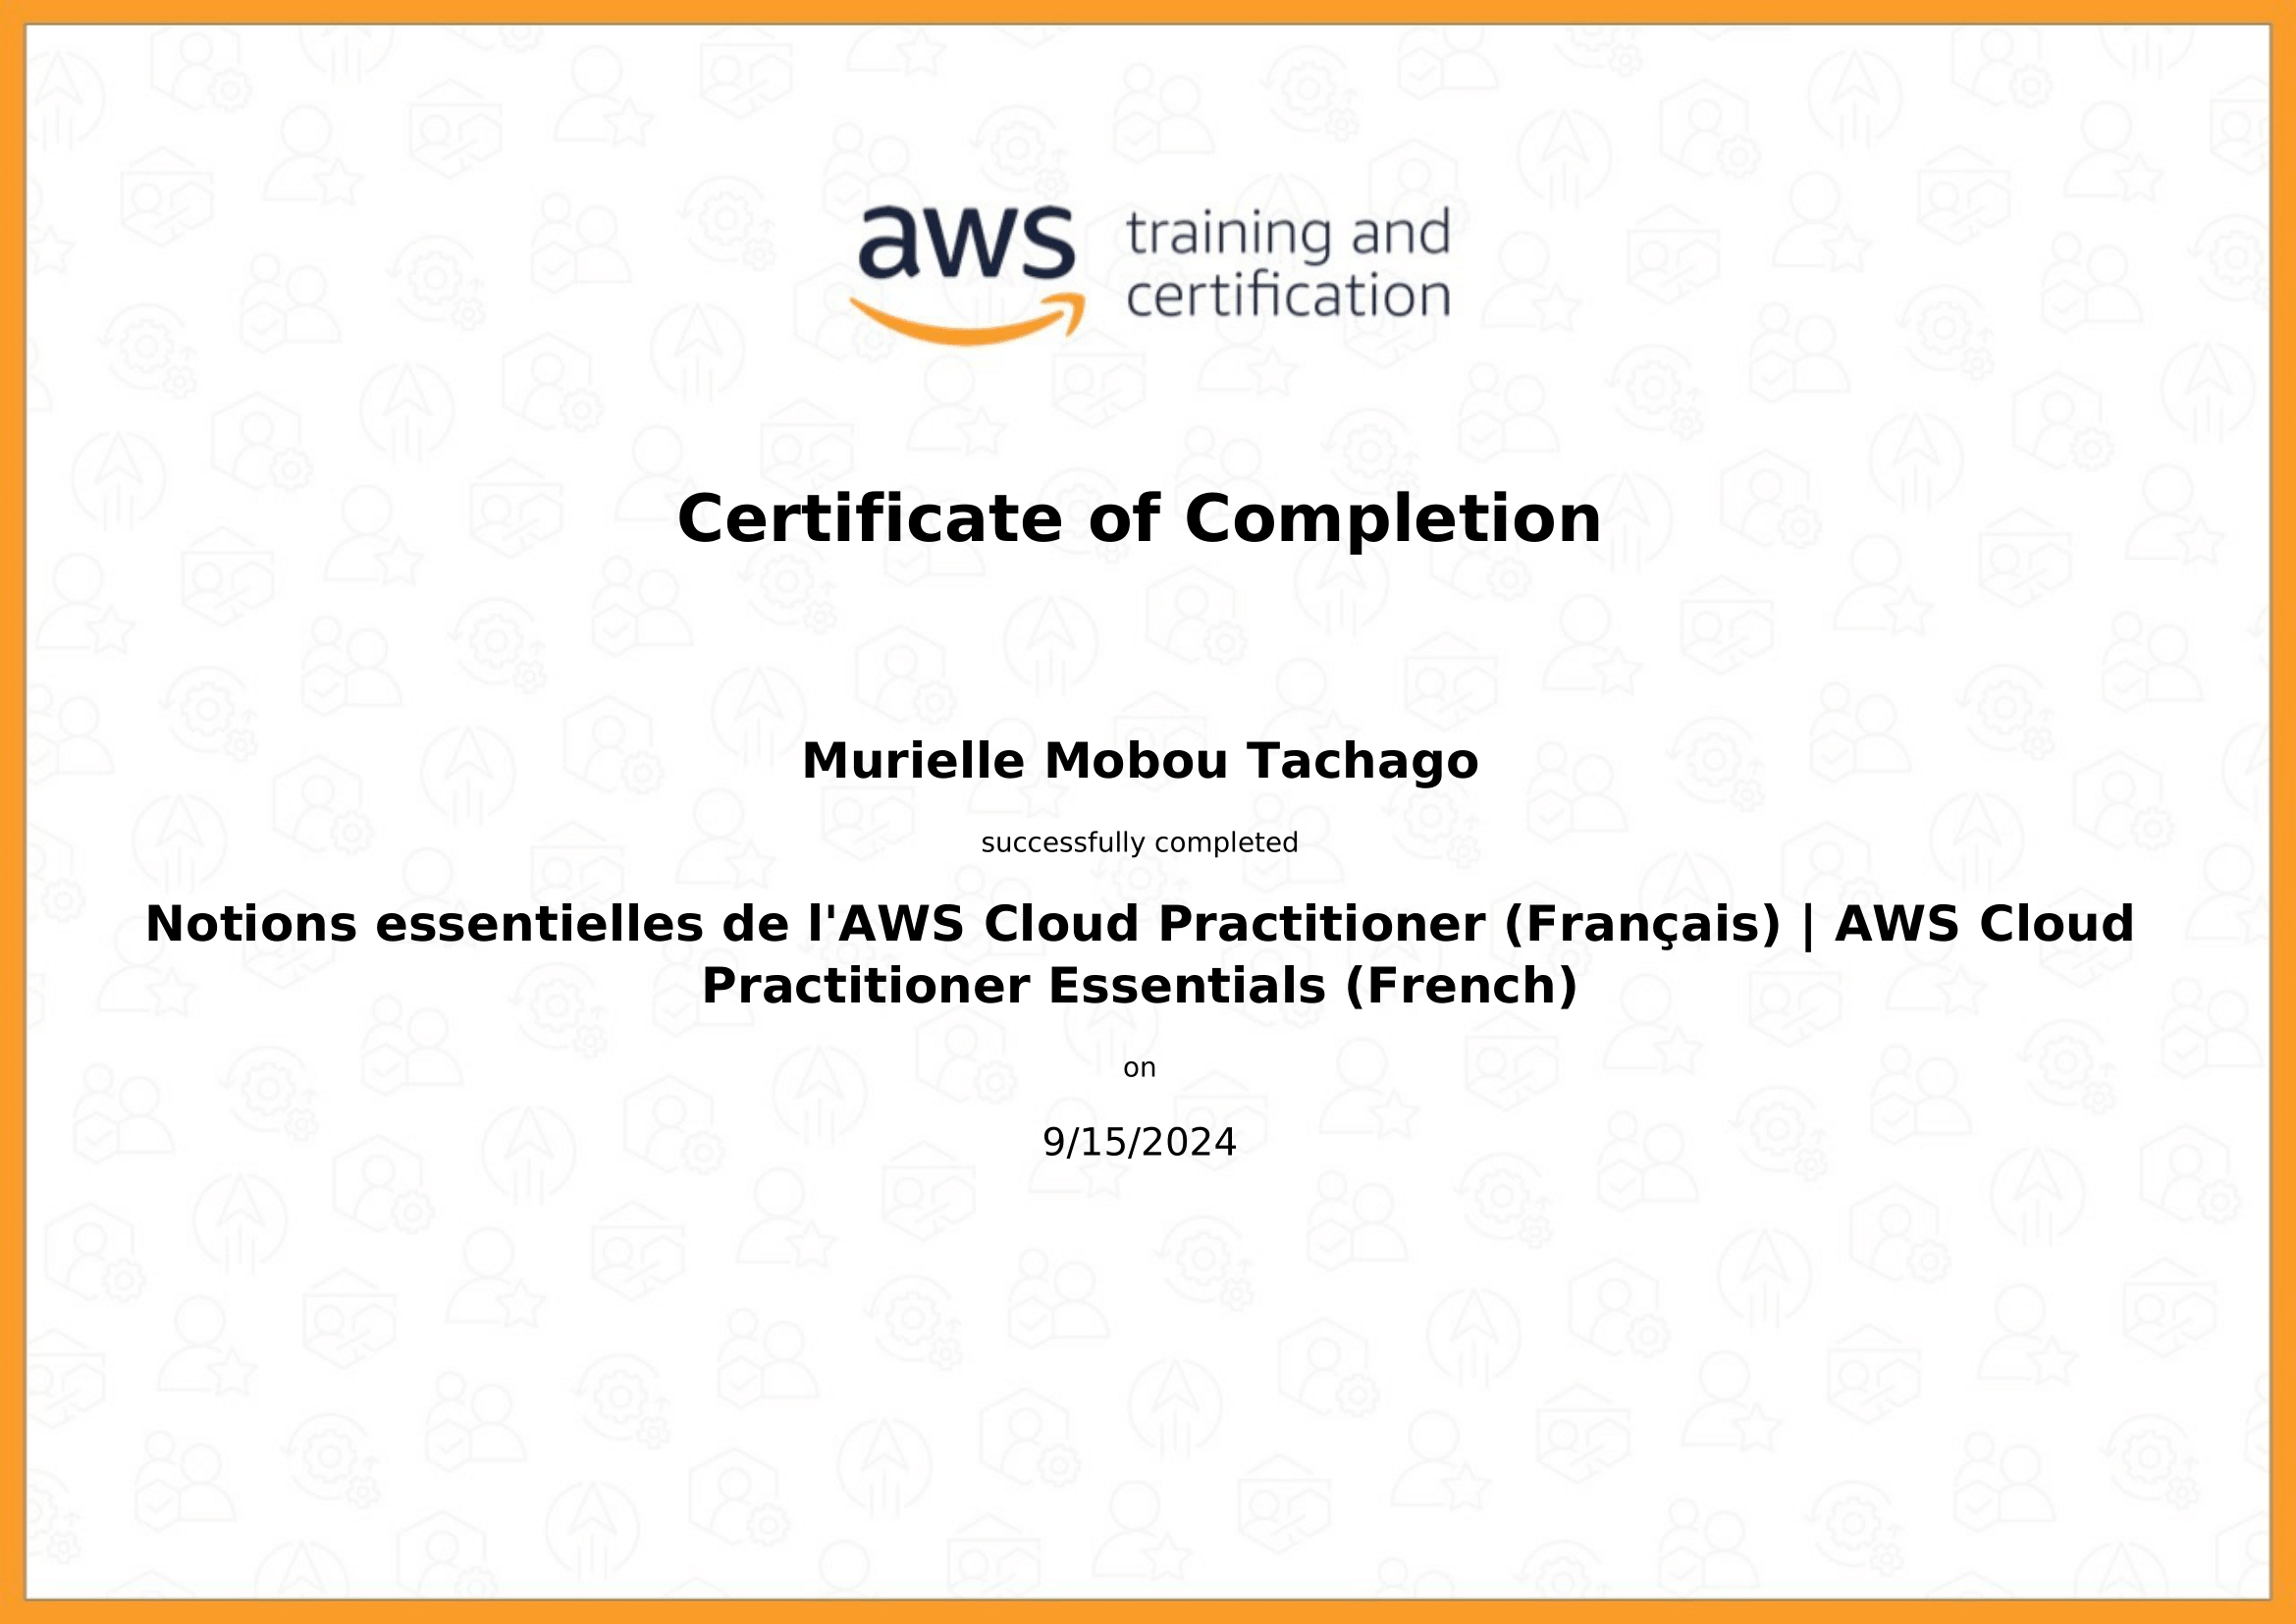 aws training and
certification
Certificate of Completion
Murielle Mobou Tachago
successfully completed
Notions essentielles de l'AWS Cloud Practitioner (Français) | AWS Cloud
Practitioner Essentials (French)
on
9/15/2024